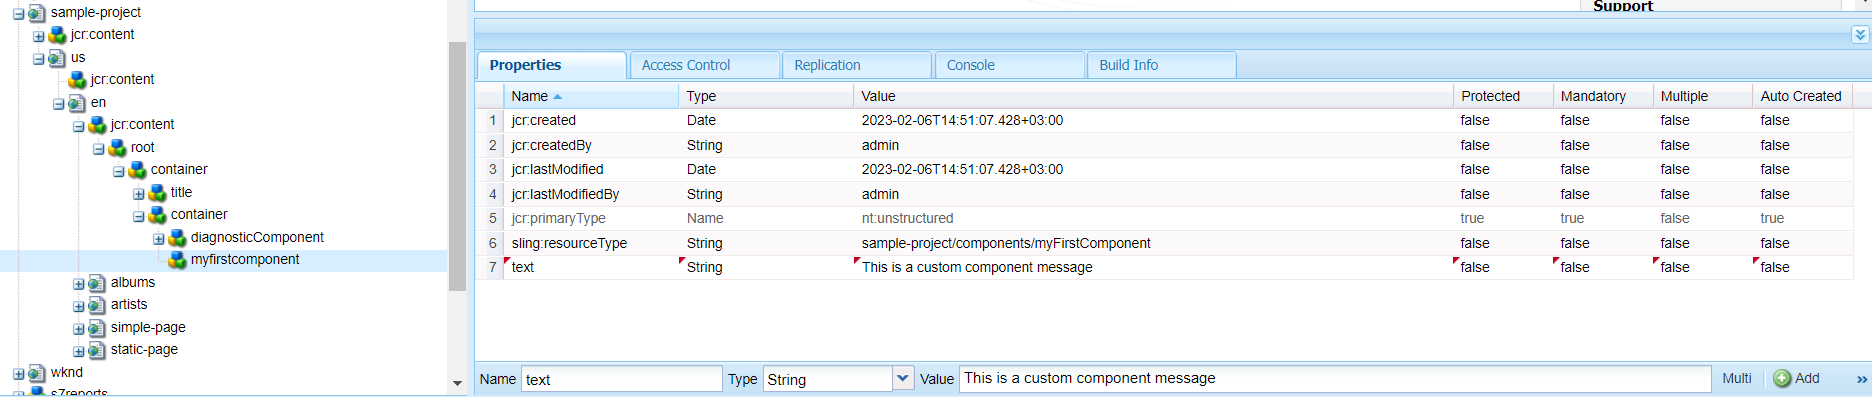 sample-project
jcr:content
us
jcr:content
en
jcr:content
root
container
title
container
diagnosticComponent
myfirstcomponent
albums
artists
simple-page
static-page
wknd
s7reports
Support
Properties Access Control Replication Console Build Info
Name Type Value Protected Mandatory Multiple Auto Created
1 jcr:created Date 2023-02-06T14:51:07.428+03:00 false false false false
2 jcr:createdBy String admin false false false false
3 jcr:lastModified Date 2023-02-06T14:51:07.428+03:00 false false false false
4 jcr:lastModifiedBy String admin false false false false
5 jcr:primaryType Name nt:unstructured true true false true
6 sling:resourceType String sample-project/components/myFirstComponent false false false false
7 text String This is a custom component message false false false false
Name text Type String Value This is a custom component message Multi Add »